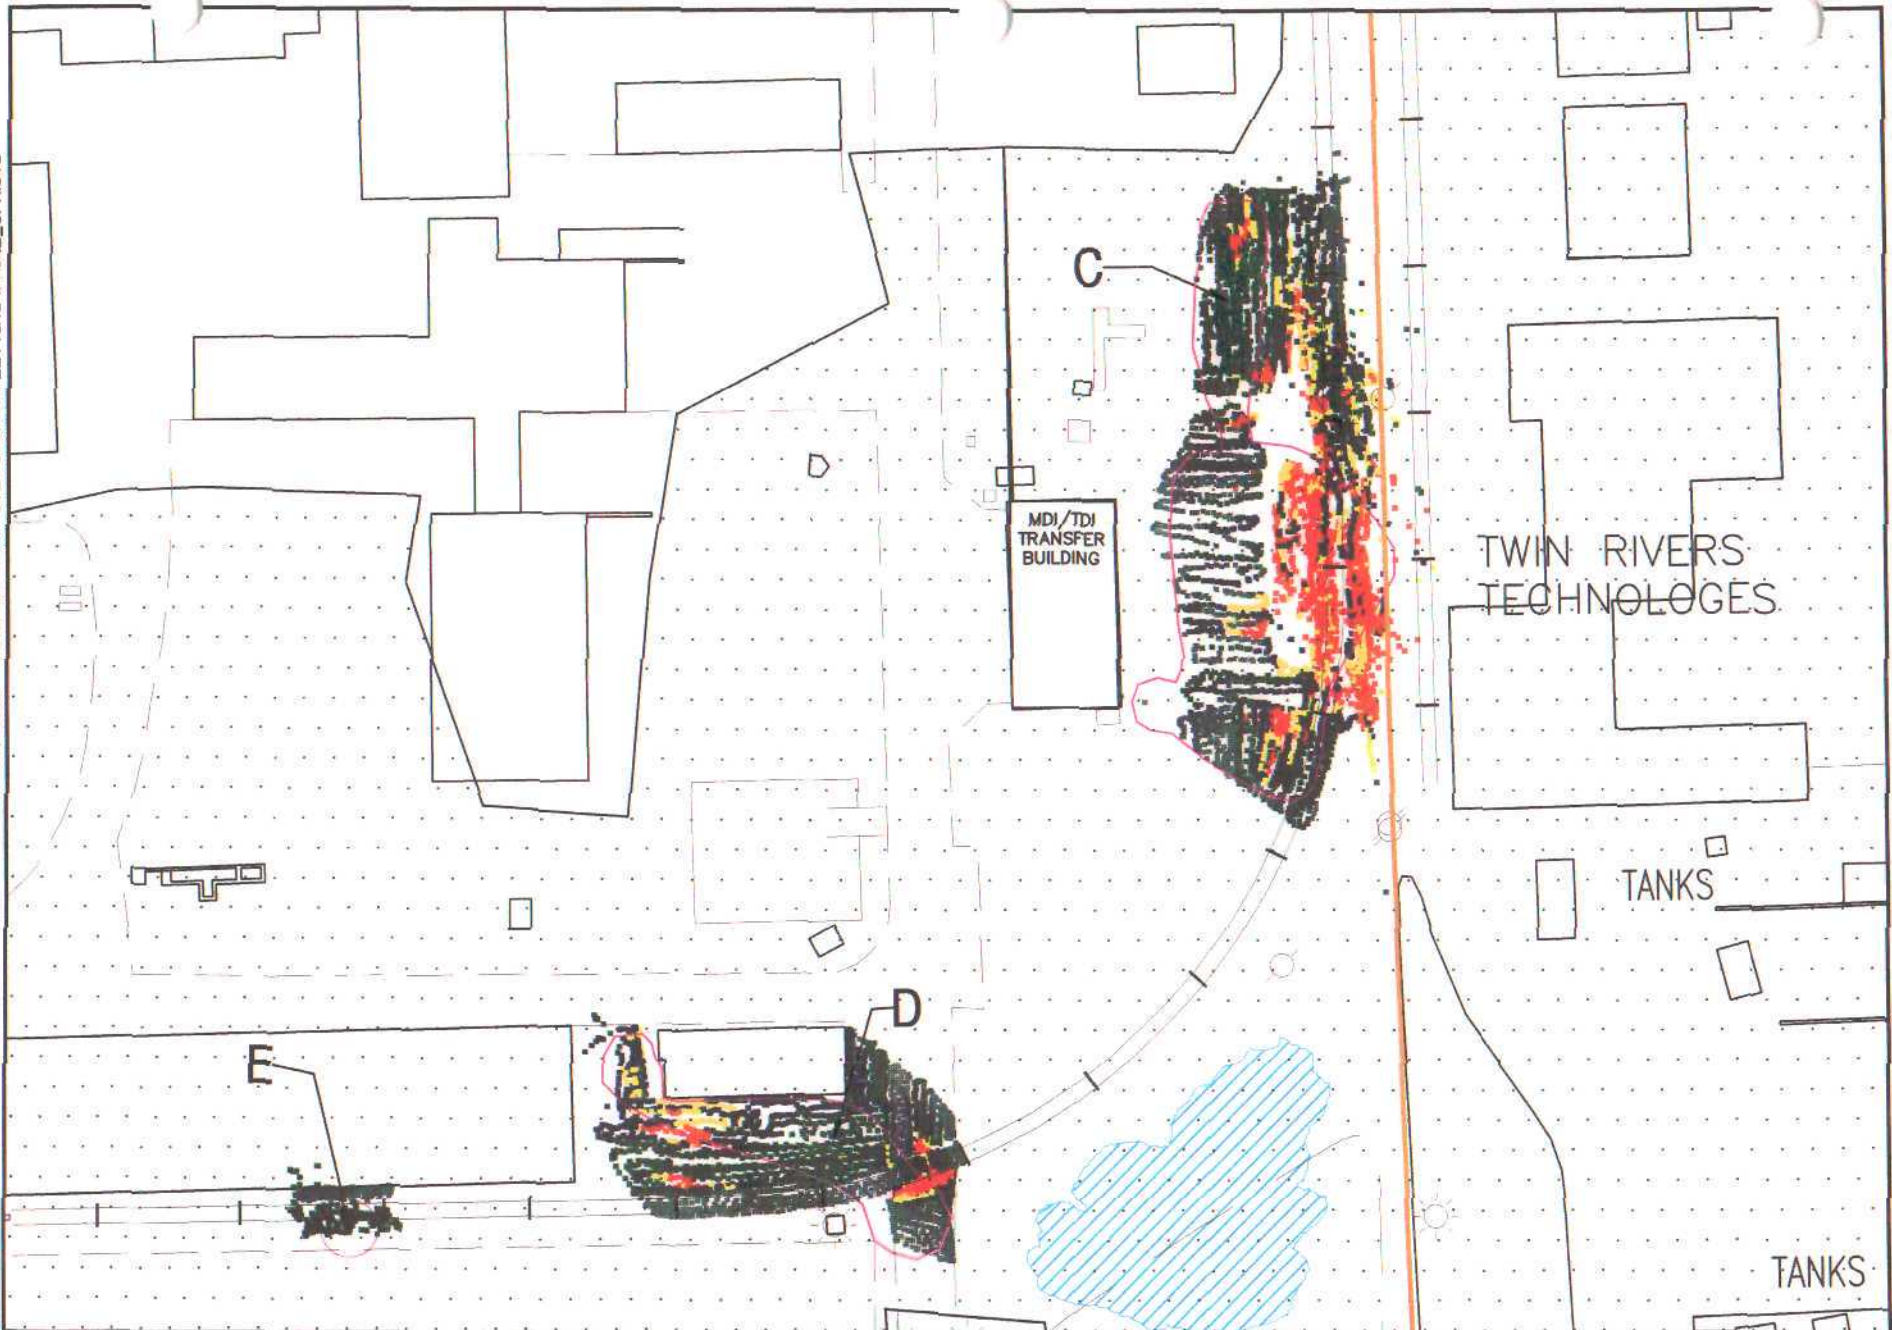 C
MDI/TDI
TRANSFER
BUILDING
TWIN RIVERS
TECHNOLOGES
TANKS
D
E
TANKS